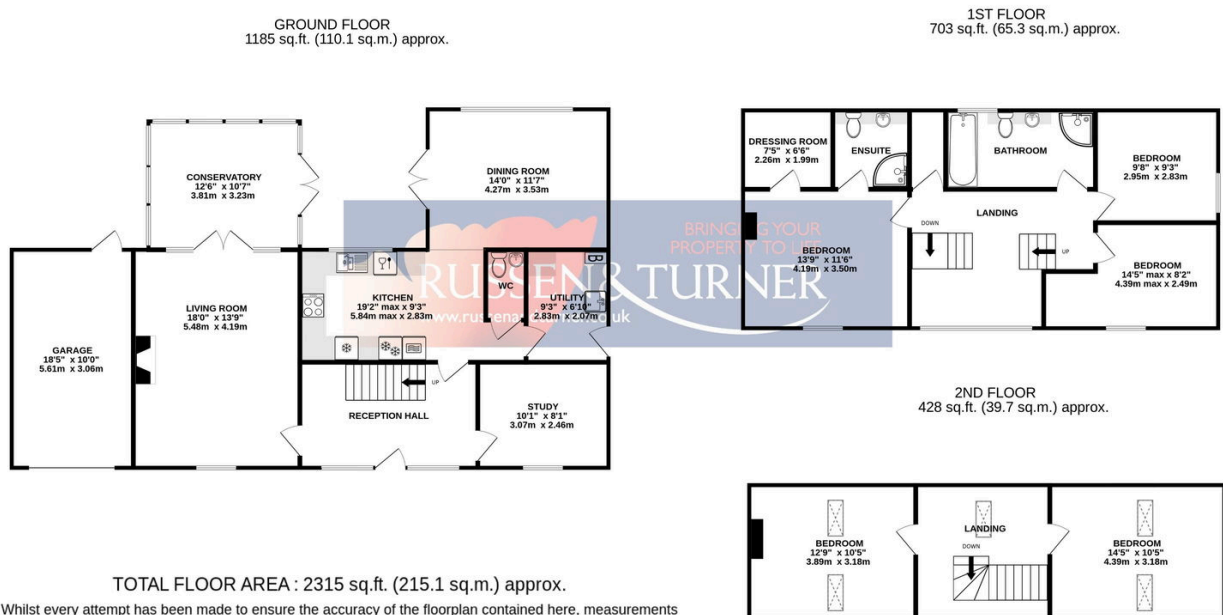 GROUND FLOOR
1185 sq.ft. (110.1 sq.m.) approx.
1ST FLOOR
703 sq.ft. (65.3 sq.m.) approx.
CONSERVATORY
12'6" x 10'7"
3.81m x 3.23m
DINING ROOM
14'0" x 11'7"
4.27m x 3.53m
DRESSING ROOM
7'5" x 6'6"
2.26m x 1.99m
ENSUITE
BATHROOM
BEDROOM
9'8" x 9'3"
2.95m x 2.83m
LANDING
DOWN
UP
BEDROOM
13'9" x 11'6"
4.19m x 3.50m
BEDROOM
14'5" max x 8'2"
4.39m max x 2.49m
BRINGING YOUR
PROPERTY TO LIFE
RUSSEN & TURNER
www.russenandturner.co.uk
LIVING ROOM
18'0" x 13'9"
5.48m x 4.19m
KITCHEN
19'2" max x 9'3"
5.84m max x 2.83m
WC
B
UTILITY
9'3" x 6'10"
2.83m x 2.07m
GARAGE
18'5" x 10'0"
5.61m x 3.06m
UP
RECEPTION HALL
STUDY
10'1" x 8'1"
3.07m x 2.46m
2ND FLOOR
428 sq.ft. (39.7 sq.m.) approx.
BEDROOM
12'9" x 10'5"
3.89m x 3.18m
LANDING
DOWN
BEDROOM
14'5" x 10'5"
4.39m x 3.18m
TOTAL FLOOR AREA : 2315 sq.ft. (215.1 sq.m.) approx.
Whilst every attempt has been made to ensure the accuracy of the floorplan contained here, measurements